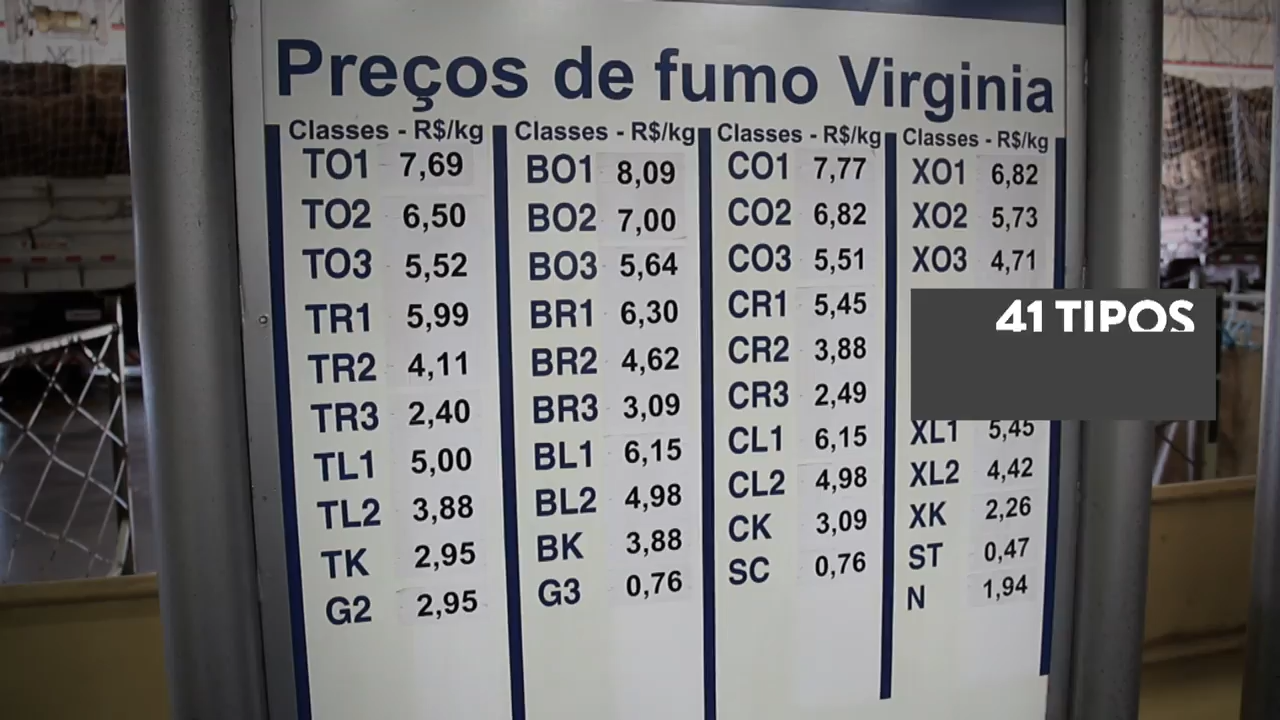 Preços de fumo Virginia
Classes - R$/kg Classes - R$/kg Classes - R$/kg Classes - R$/kg
TO1 7,69 BO1 8,09 CO1 7,77 XO1 6,82
TO2 6,50 BO2 7,00 CO2 6,82 XO2 5,73
TO3 5,52 BO3 5,64 CO3 5,51 XO3 4,71
TR1 5,99 BR1 6,30 CR1 5,45
41 TIPOS
TR2 4,11 BR2 4,62 CR2 3,88
TR3 2,40 BR3 3,09 CR3 2,49
TL1 5,00 BL1 6,15 CL1 6,15 XL1 5,45
TL2 3,88 BL2 4,98 CL2 4,98 XL2 4,42
TK 2,95 BK 3,88 CK 3,09 XK 2,26
G2 2,95 G3 0,76 SC 0,76 ST 0,47
N 1,94